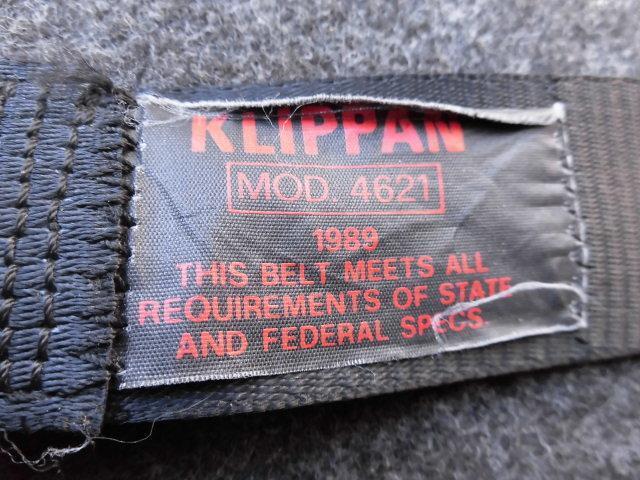 KLIPPAN
MOD. 4621
1989
THIS BELT MEETS ALL
REQUIREMENTS OF STATE
AND FEDERAL SPECS.